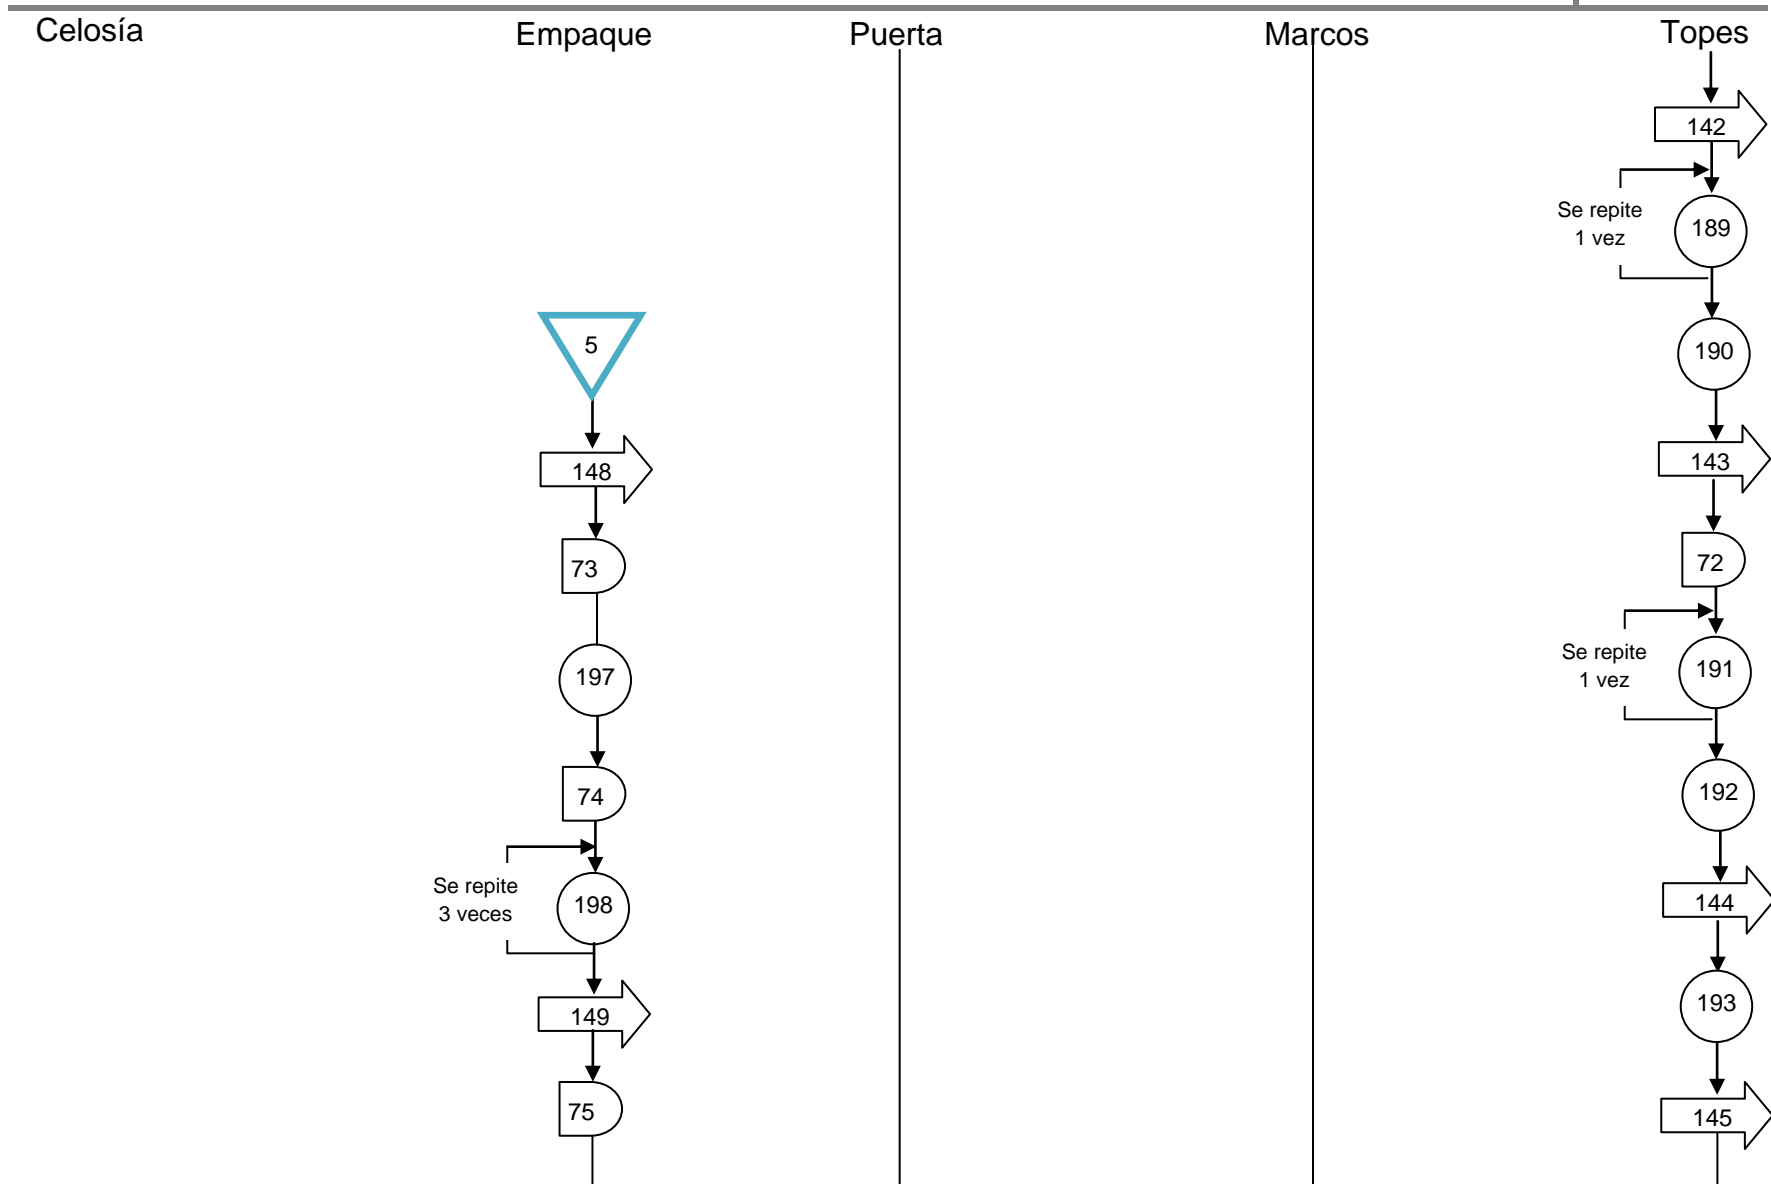 Celosía
Empaque
Puerta
Marcos
Topes
142
Se repite
1 vez
189
190
143
72
Se repite
1 vez
191
192
144
193
145
5
148
73
197
74
Se repite
3 veces
198
149
75